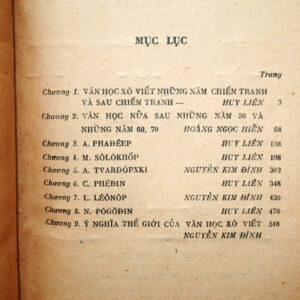 MỤC LỤC
Trang
Chương 1. VĂN HỌC XÔ VIẾT NHỮNG NĂM CHIẾN TRANH
VÀ SAU CHIẾN TRANH — HUY LIÊN 3
Chương 2. VĂN HỌC NỬA SAU NHỮNG NĂM 50 VÀ
NHỮNG NĂM 60, 70 HOÀNG NGỌC HIẾN 68
Chương 3. A. PHAĐÊEP HUY LIÊN 138
Chương 4. M. SÔLÔKHỐP HUY LIÊN 198
Chương 5. A. TVARĐỐPXKI NGUYỄN KIM ĐÍNH 302
Chương 6. C. PHÊĐIN HUY LIÊN 348
Chương 7. L. LÊÔNÔP NGUYỄN KIM ĐÍNH 420
Chương 8. N. PÔGÔĐIN HUY LIÊN 478
Chương 9. Ý NGHĨA THẾ GIỚI CỦA VĂN HỌC XÔ VIẾT 548
NGUYỄN KIM ĐÍNH